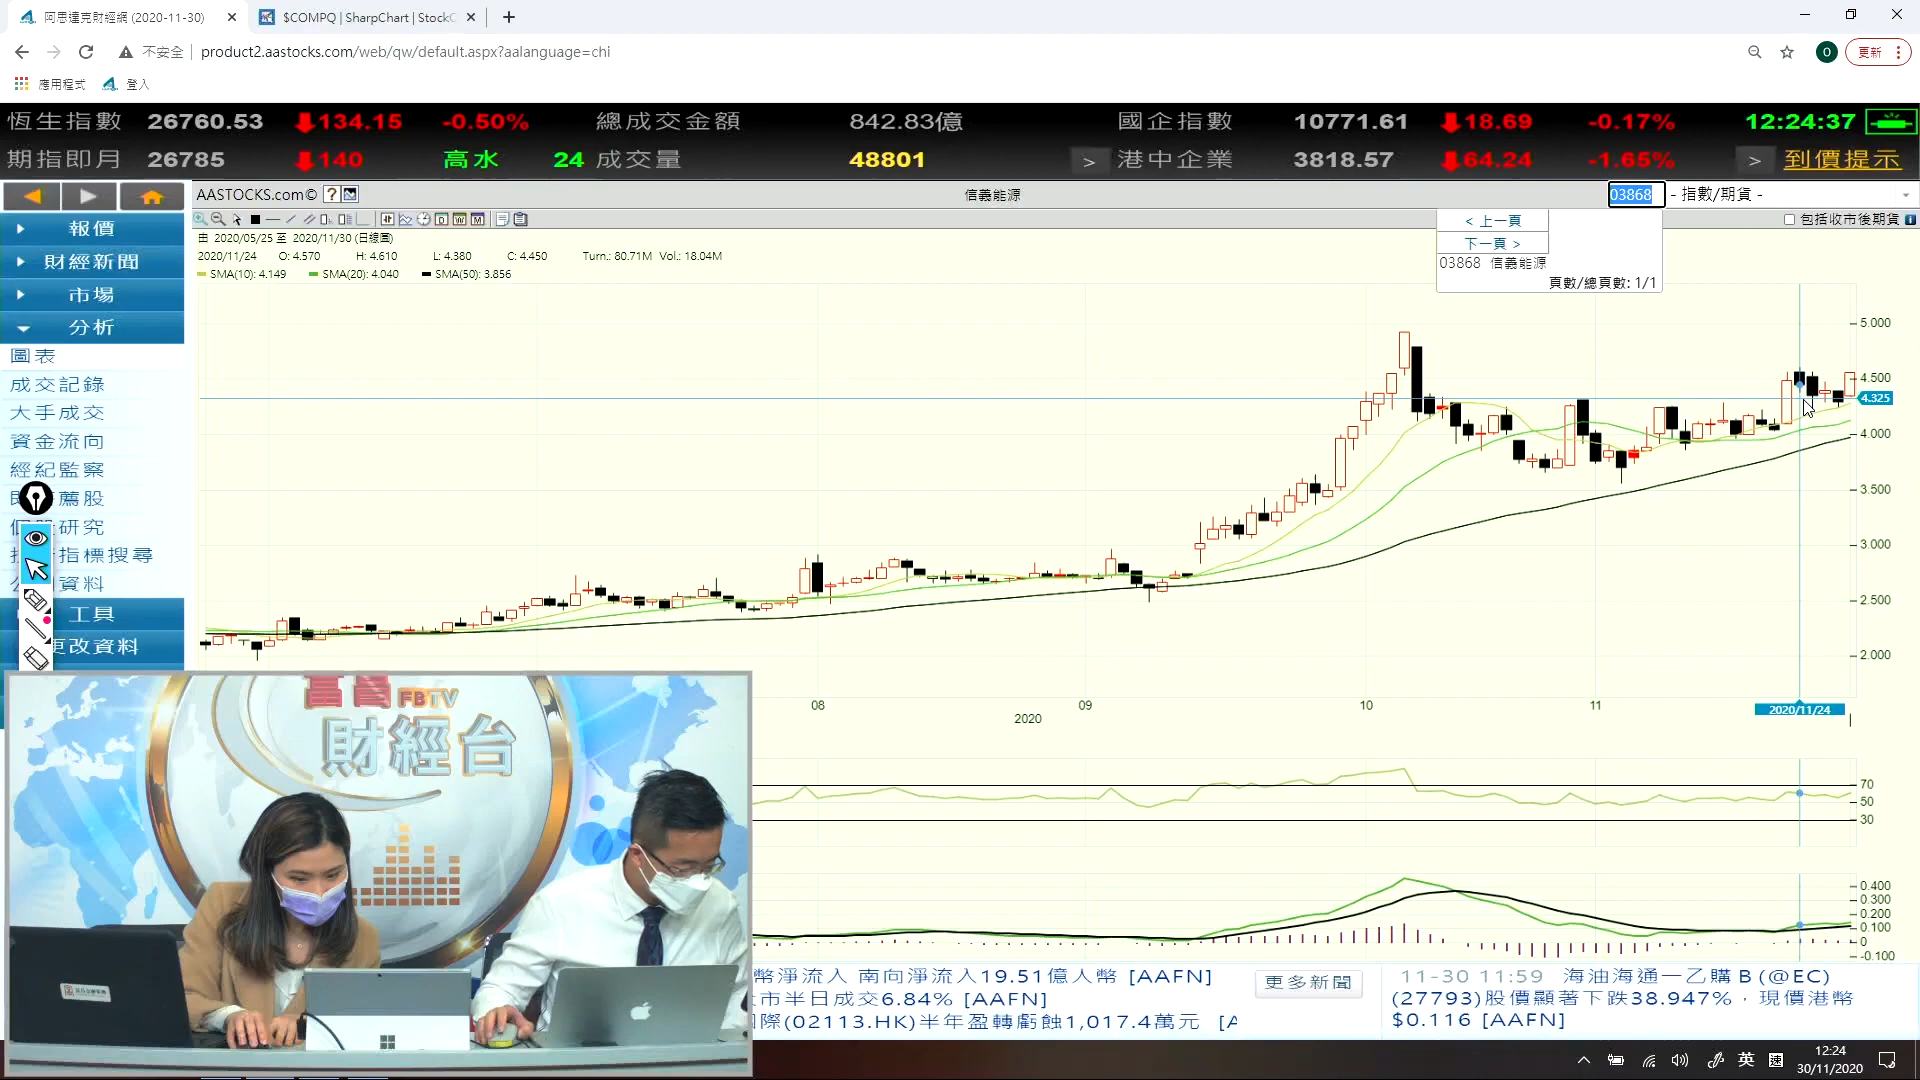 阿思達克財經網 (2020-11-30)
$COMPQ | SharpChart | StockC
不安全
product2.aastocks.com/web/qw/default.aspx?aalanguage=chi
O
更新
應用程式
登入
恆生指數 26760.53 134.15 -0.50% 總成交金額 842.83億 國企指數 10771.61 18.69 -0.17% 12:24:37
期指即月 26785 140 高水 24 成交量 48801 > 港中企業 3818.57 64.24 -1.65% > 到價提示
AASTOCKS.com© ?
信義能源
03868
- 指數/期貨 -
包括收市後期貨
< 上一頁
下一頁 >
03868 信義能源
頁數/總頁數: 1/1
報價
財經新聞
市場
分析
圖表
成交記錄
大手成交
資金流向
經紀監察
薦股
研究
指標搜尋
資料
工具
更改資料
由 2020/05/25 至 2020/11/30 (日線圖)
2020/11/24 O: 4.570 H: 4.610 L: 4.380 C: 4.450 Turn.: 80.71M Vol.: 18.04M
SMA(10): 4.149 SMA(20): 4.040 SMA(50): 3.856
5.000
4.500
4.325
4.000
3.500
3.000
2.500
2.000
08 09 10 11
2020
2020/11/24
70
50
30
0.400
0.300
0.200
0.100
0
-0.100
富昌 FBTV
財經台
幣淨流入 南向淨流入19.51億人幣 [AAFN]
市半日成交6.84% [AAFN]
際(02113.HK)半年盈轉虧蝕1,017.4萬元 [A
更多新聞
11-30 11:59 海油海通一乙購B(@EC)
(27793)股價顯著下跌38.947%，現價港幣
$0.116 [AAFN]
英
12:24
30/11/2020